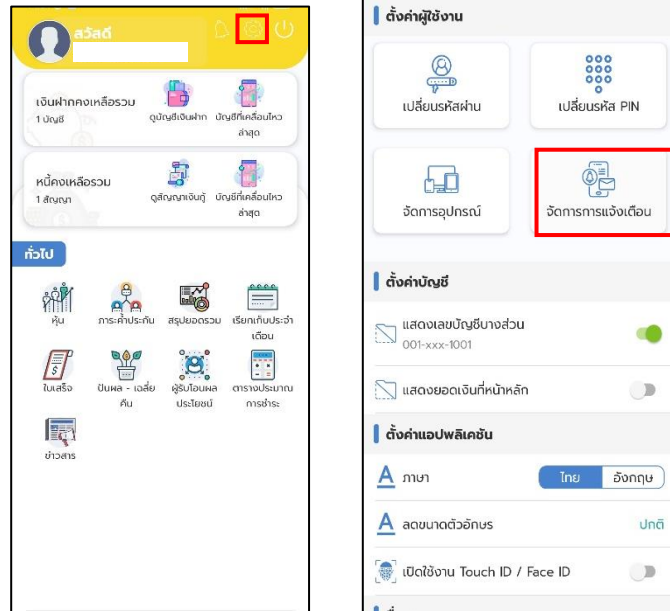 สวัสดี
เงินฝากคงเหลือรวม
1 บัญชี
ดูบัญชีเงินฝาก
บัญชีที่เคลื่อนไหว
ล่าสุด
หนี้คงเหลือรวม
1 สัญญา
ดูสัญญาเงินกู้
บัญชีที่เคลื่อนไหว
ล่าสุด
ทั่วไป
หุ้น
ภาระค้ำประกัน
สรุปยอดรวม
เรียกเก็บประจำ
เดือน
ใบเสร็จ
ปันผล - เฉลี่ย
คืน
ผู้รับโอนผล
ประโยชน์
ตารางประมาณ
การชำระ
ข่าวสาร
ตั้งค่าผู้ใช้งาน
เปลี่ยนรหัสผ่าน
เปลี่ยนรหัส PIN
จัดการอุปกรณ์
จัดการการแจ้งเตือน
ตั้งค่าบัญชี
แสดงเลขบัญชีบางส่วน
001-xxx-1001
แสดงยอดเงินที่หน้าหลัก
ตั้งค่าแอปพลิเคชัน
A ภาษา
ไทย
อังกฤษ
A ลดขนาดตัวอักษร
ปกติ
เปิดใช้งาน Touch ID / Face ID